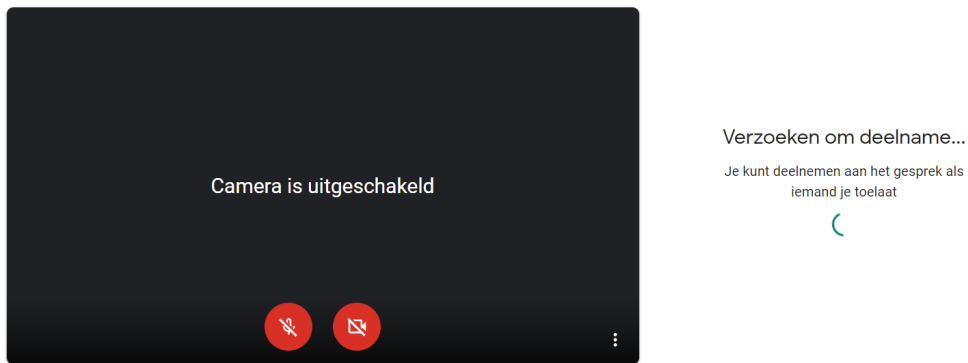 Camera is uitgeschakeld
Verzoeken om deelname...
Je kunt deelnemen aan het gesprek als
iemand je toelaat